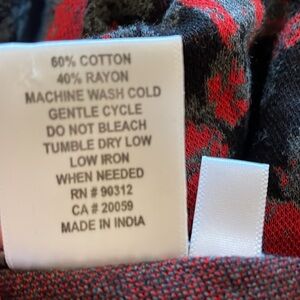 60% COTTON
40% RAYON
MACHINE WASH COLD
GENTLE CYCLE
DO NOT BLEACH
TUMBLE DRY LOW
LOW IRON
WHEN NEEDED
RN # 90312
CA # 20059
MADE IN INDIA